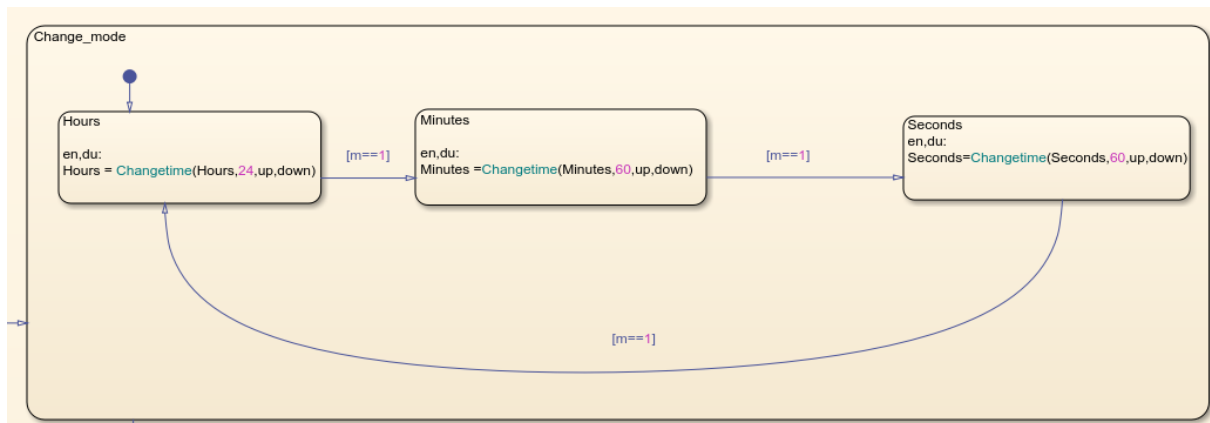 Change_mode
Hours
en,du:
Hours = Changetime(Hours,24,up,down)
[m==1]
Minutes
en,du:
Minutes =Changetime(Minutes,60,up,down)
[m==1]
Seconds
en,du:
Seconds=Changetime(Seconds,60,up,down)
[m==1]